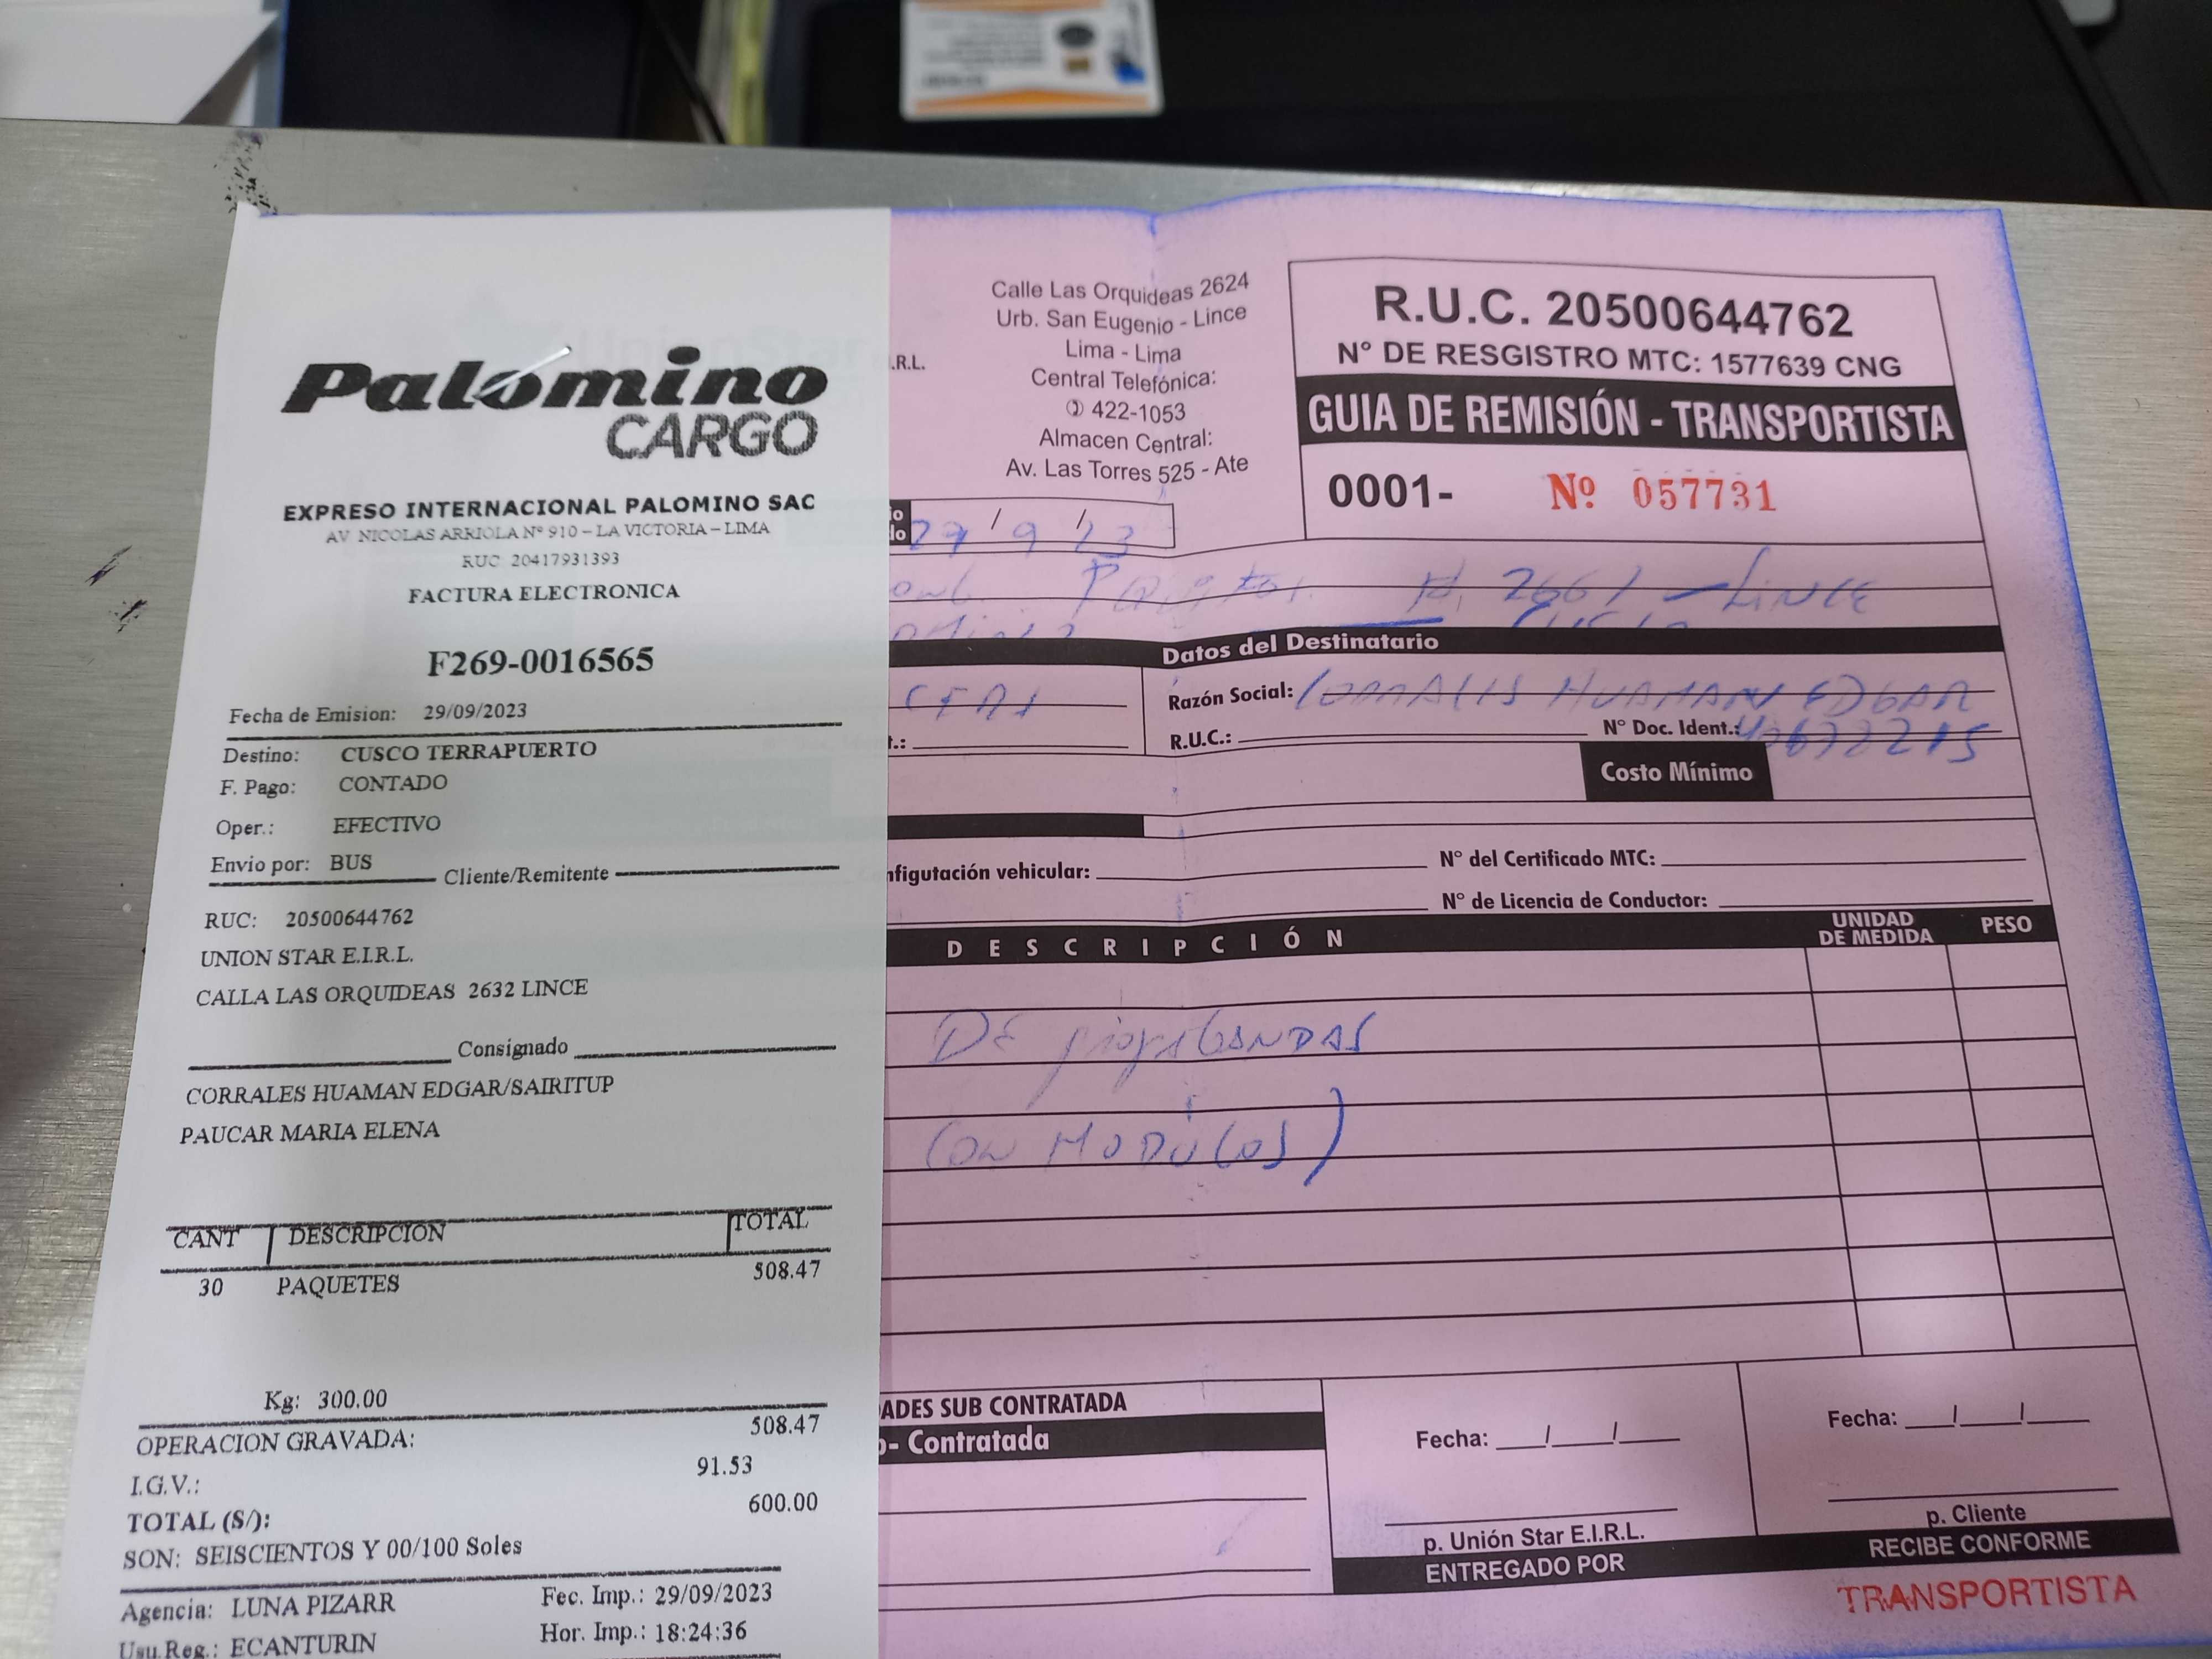 Palomino
CARGO
EXPRESO INTERNACIONAL PALOMINO SAC
AV. NICOLAS ARRIOLA Nº 910 – LA VICTORIA – LIMA
RUC 20417931393
FACTURA ELECTRONICA
F269-0016565
Fecha de Emision: 29/09/2023
Destino: CUSCO TERRAPUERTO
F. Pago: CONTADO
Oper.: EFECTIVO
Envio por: BUS
Cliente/Remitente
RUC: 20500644762
UNION STAR E.I.R.L.
CALLA LAS ORQUIDEAS 2632 LINCE
Consignado
CORRALES HUAMAN EDGAR/SAIRITUP
PAUCAR MARIA ELENA
CANT DESCRIPCION TOTAL
30 PAQUETES 508.47
Kg: 300.00
OPERACION GRAVADA: 508.47
I.G.V.: 91.53
TOTAL (S/): 600.00
SON: SEISCIENTOS Y 00/100 Soles
Agencia: LUNA PIZARR Fec. Imp.: 29/09/2023
Usu.Reg.: ECANTURIN Hor. Imp.: 18:24:36
.R.L.
Calle Las Orquideas 2624
Urb. San Eugenio - Lince
Lima - Lima
Central Telefónica:
422-1053
Almacen Central:
Av. Las Torres 525 - Ate
R.U.C. 20500644762
Nº DE RESGISTRO MTC: 1577639 CNG
GUIA DE REMISIÓN - TRANSPORTISTA
0001- Nº 057731
/ 9 / 23
2661 - LINCE
Datos del Destinatario
Razón Social: CORRALES HUAMAN EDGAR
R.U.C.: Nº Doc. Ident.:
Costo Mínimo
nfigutación vehicular: Nº del Certificado MTC:
Nº de Licencia de Conductor:
DESCRIPCIÓN UNIDAD DE MEDIDA PESO
DE propagANDAS
(CON MODULOS)
ADES SUB CONTRATADA
- Contratada
Fecha: / / Fecha: / /
p. Unión Star E.I.R.L. p. Cliente
ENTREGADO POR RECIBE CONFORME
TRANSPORTISTA